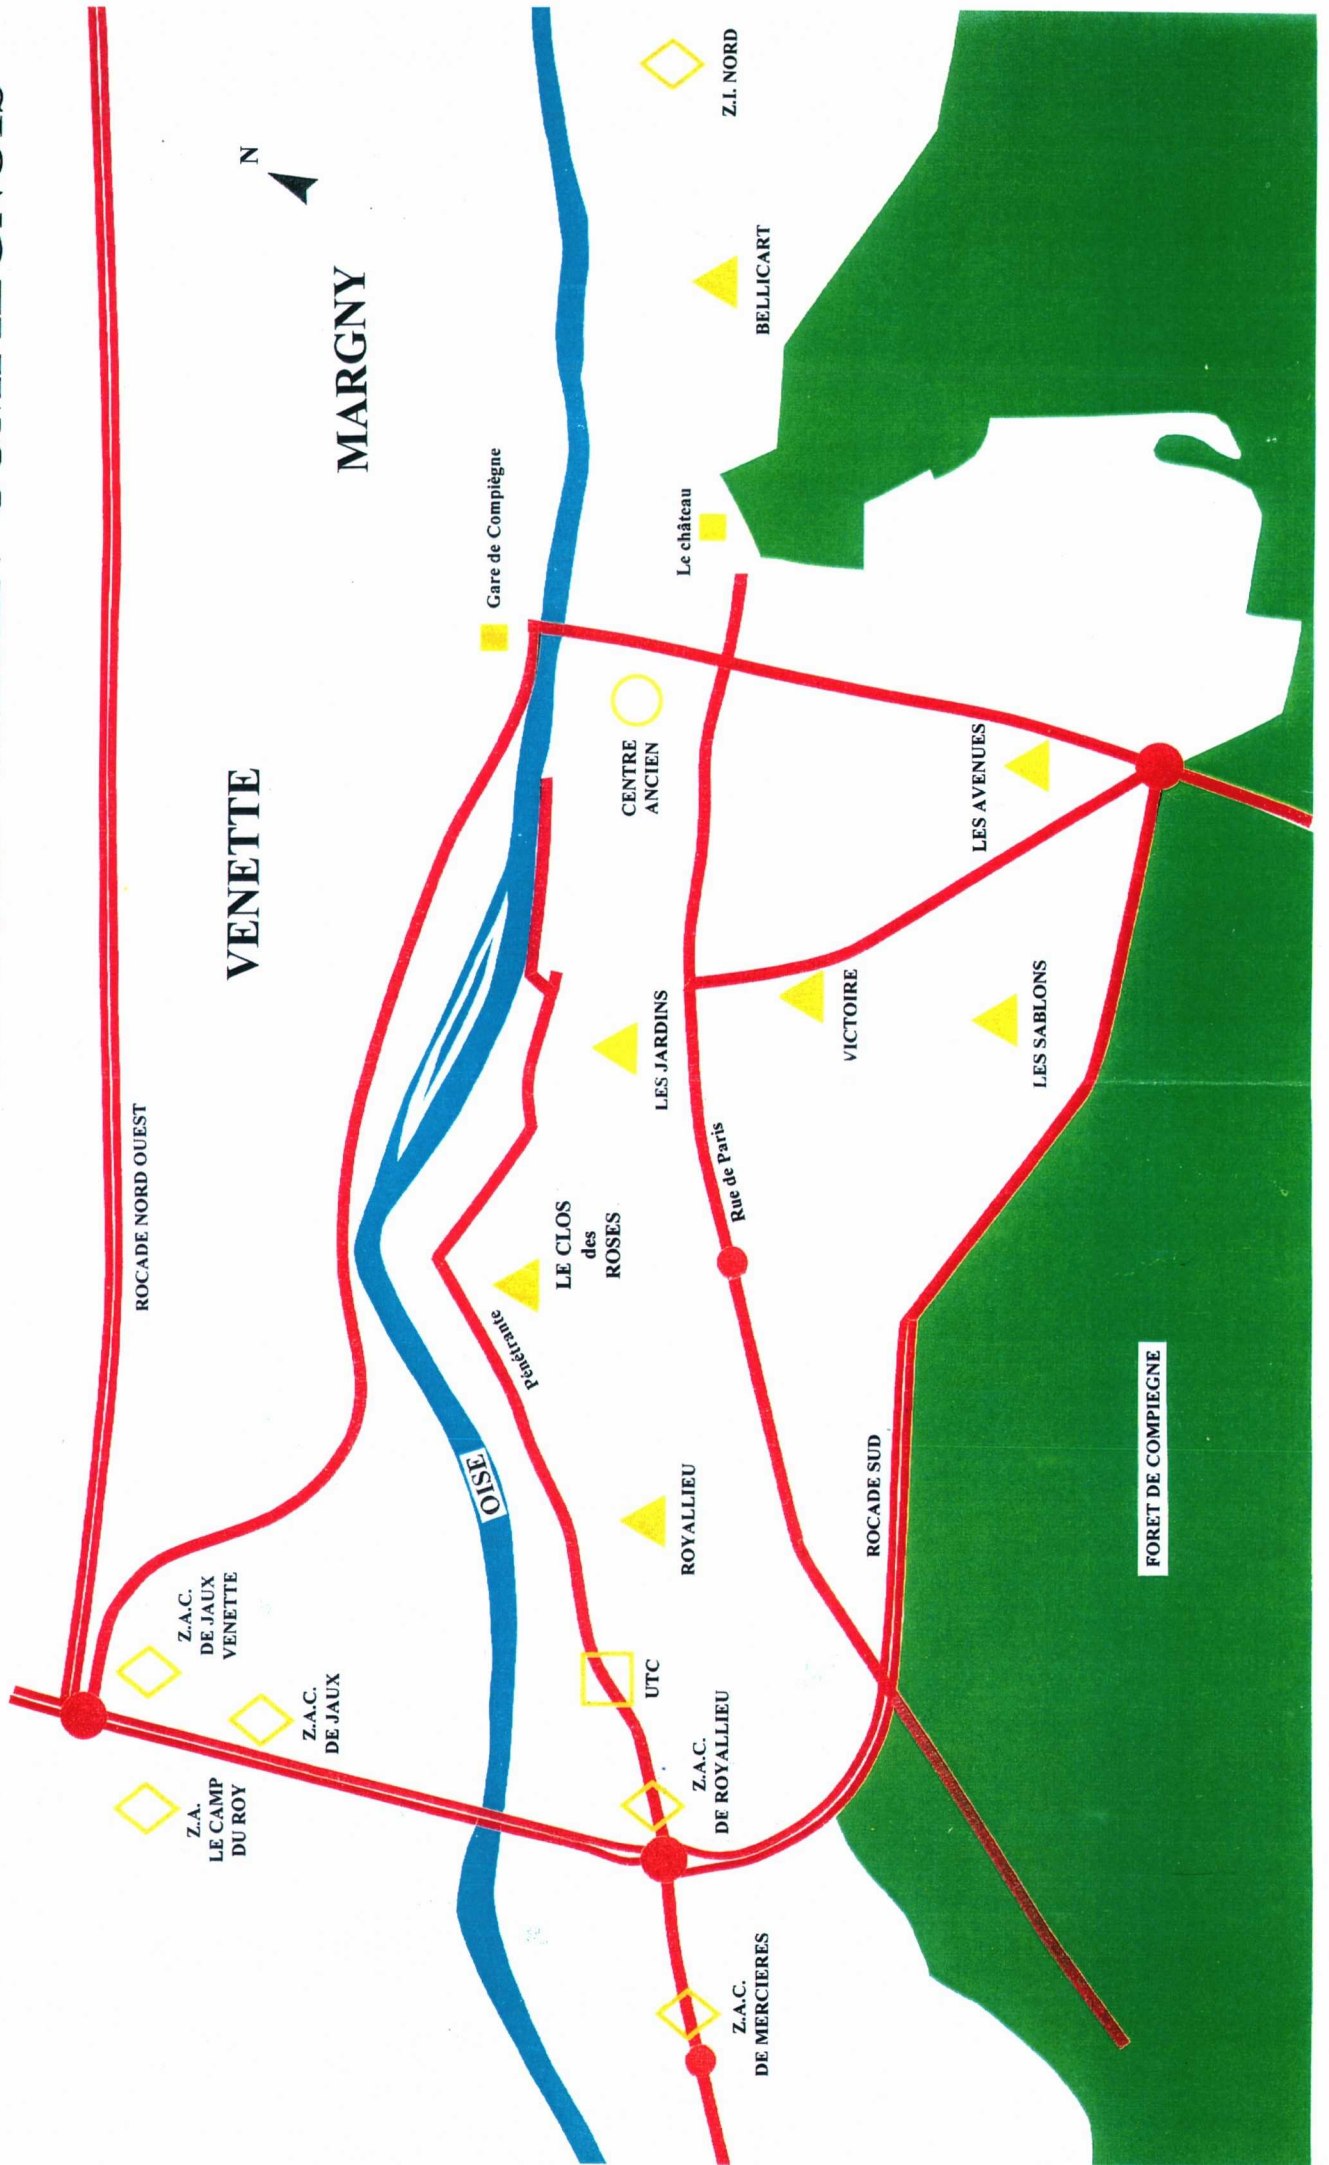 ROCADE NORD OUEST
Z.A.
LE CAMP
DU ROY
Z.A.C.
DE JAUX
VENETTE
N
VENETTE
Z.A.C.
DE JAUX
MARGNY
OISE
Gare de Compiègne
Pénétrante
LE CLOS
des
ROSES
CENTRE
ANCIEN
UTC
LES JARDINS
ROYALLIEU
Le château
Z.A.C.
DE ROYALLIEU
Z.I. NORD
Z.A.C.
DE MERCIERES
Rue de Paris
BELLICART
VICTOIRE
ROCADE SUD
LES AVENUES
LES SABLONS
FORET DE COMPIEGNE